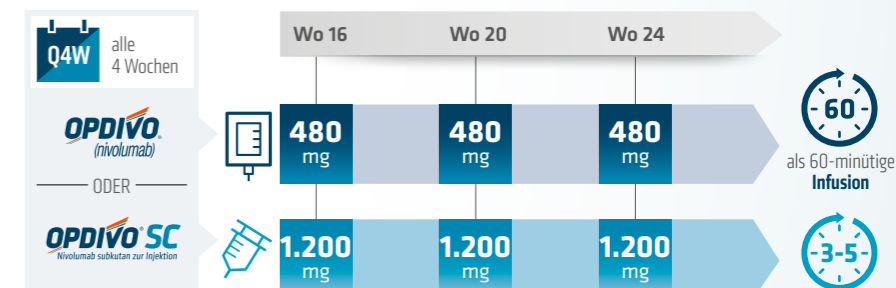 Q4W
alle
4 Wochen
Wo 16
Wo 20
Wo 24
OPDIVO®
(nivolumab)
480
mg
480
mg
480
mg
60
als 60-minütige
Infusion
ODER
OPDIVO® SC
Nivolumab subkutan zur Injektion
1.200
mg
1.200
mg
1.200
mg
3-5